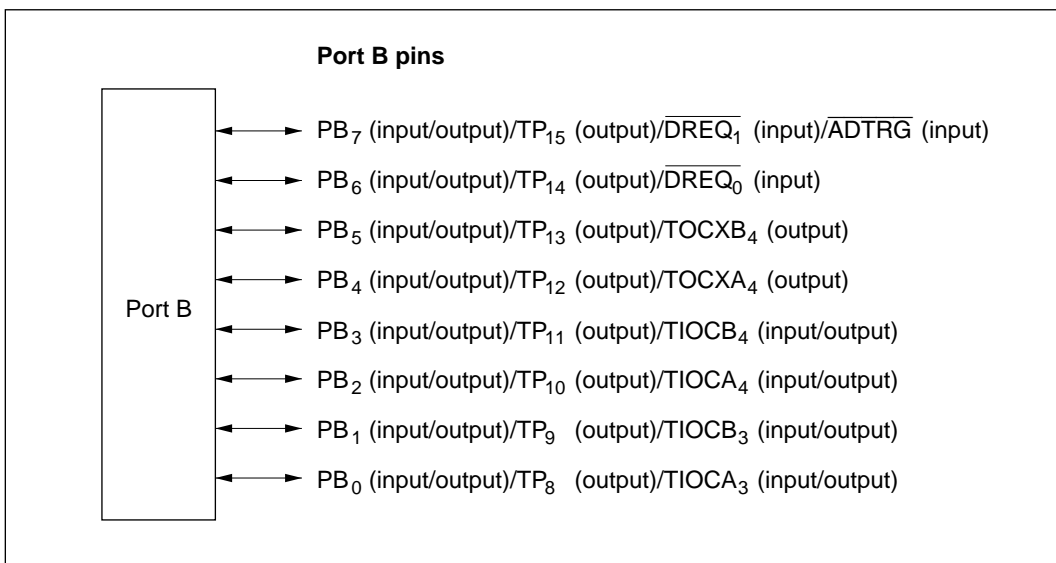 Port B pins
PB₇ (input/output)/TP₁₅ (output)/D̅R̅E̅Q̅₁̅ (input)/A̅D̅T̅R̅G̅ (input)
PB₆ (input/output)/TP₁₄ (output)/D̅R̅E̅Q̅₀̅ (input)
PB₅ (input/output)/TP₁₃ (output)/TOCXB₄ (output)
PB₄ (input/output)/TP₁₂ (output)/TOCXA₄ (output)
Port B
PB₃ (input/output)/TP₁₁ (output)/TIOCB₄ (input/output)
PB₂ (input/output)/TP₁₀ (output)/TIOCA₄ (input/output)
PB₁ (input/output)/TP₉ (output)/TIOCB₃ (input/output)
PB₀ (input/output)/TP₈ (output)/TIOCA₃ (input/output)